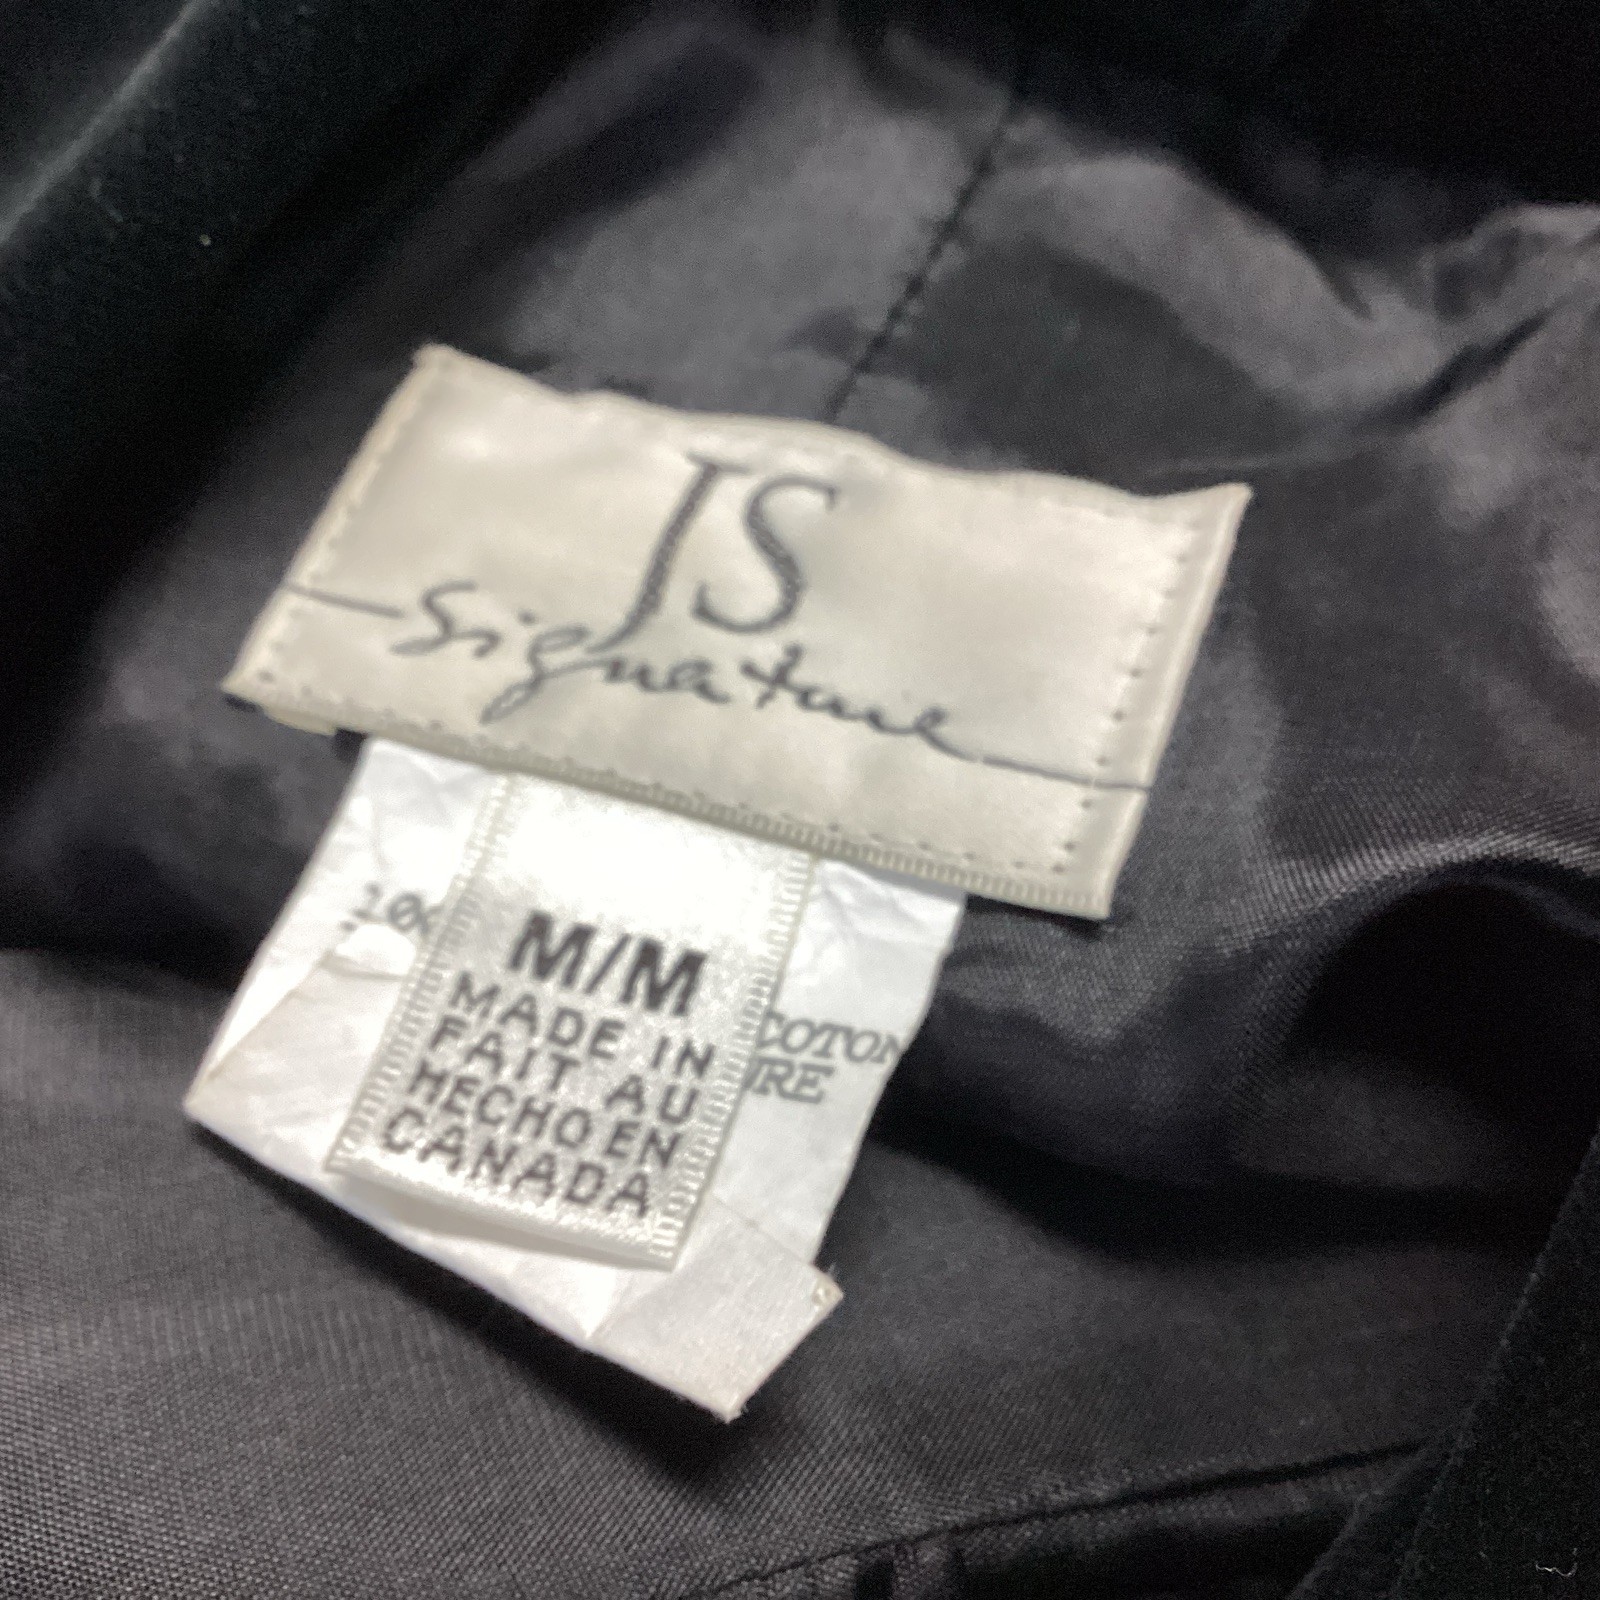 JS
Signature
M/M
MADE IN
FAIT AU
HECHO EN
CANADA
COTON